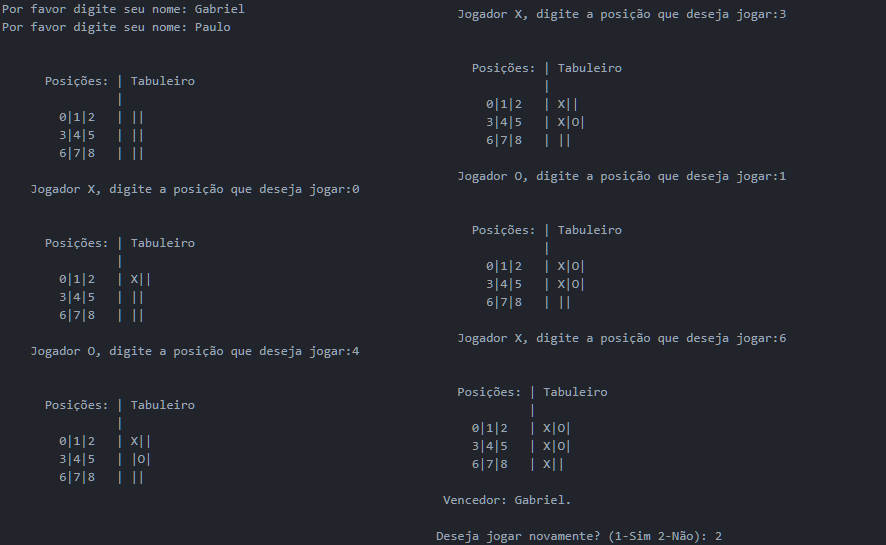 Por favor digite seu nome: Gabriel
Por favor digite seu nome: Paulo
Posições: | Tabuleiro
|
0|1|2 | ||
3|4|5 | ||
6|7|8 | ||
Jogador X, digite a posição que deseja jogar:0
Posições: | Tabuleiro
|
0|1|2 | X||
3|4|5 | ||
6|7|8 | ||
Jogador O, digite a posição que deseja jogar:4
Posições: | Tabuleiro
|
0|1|2 | X||
3|4|5 | |O|
6|7|8 | ||
Jogador X, digite a posição que deseja jogar:3
Posições: | Tabuleiro
|
0|1|2 | X||
3|4|5 | X|O|
6|7|8 | ||
Jogador O, digite a posição que deseja jogar:1
Posições: | Tabuleiro
|
0|1|2 | X|O|
3|4|5 | X|O|
6|7|8 | ||
Jogador X, digite a posição que deseja jogar:6
Posições: | Tabuleiro
|
0|1|2 | X|O|
3|4|5 | X|O|
6|7|8 | X||
Vencedor: Gabriel.
Deseja jogar novamente? (1-Sim 2-Não): 2